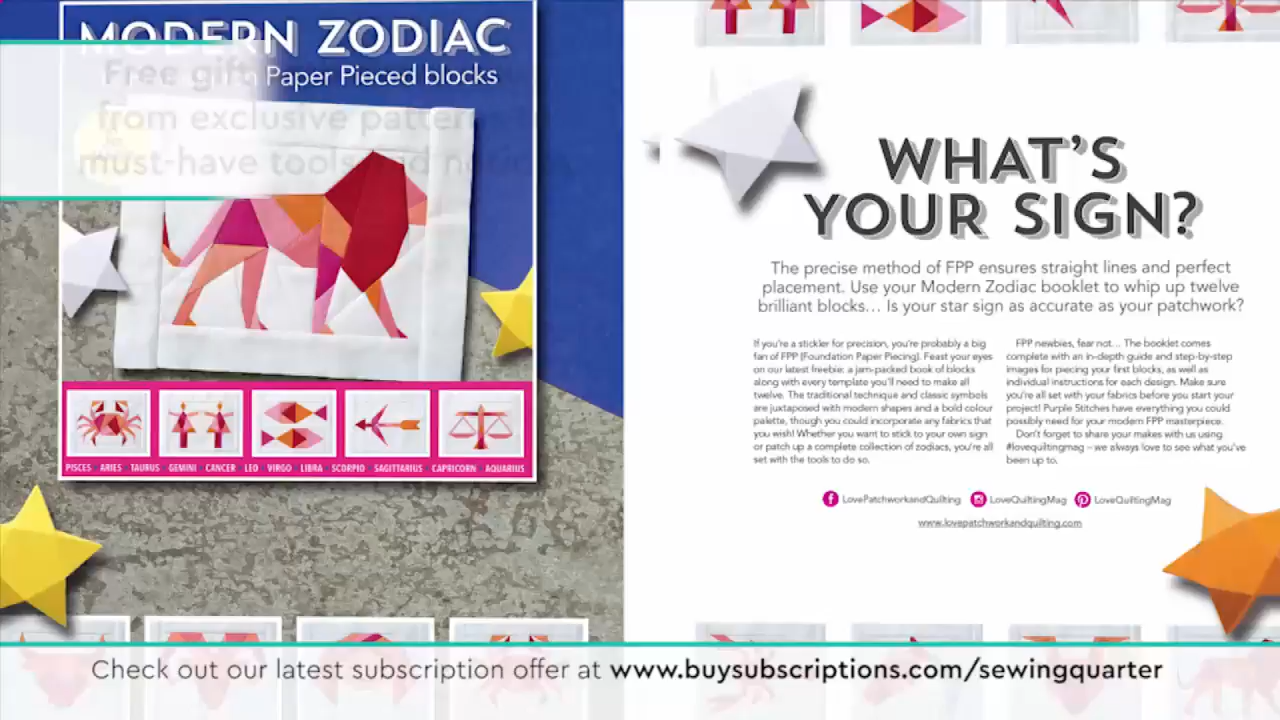 MODERN ZODIAC
Free gift
Paper Pieced blocks
from exclusive patterns
must-have tools and notions
PISCES ARIES TAURUS GEMINI CANCER LEO VIRGO LIBRA SCORPIO SAGITTARIUS CAPRICORN AQUARIUS
WHAT'S
YOUR SIGN?
The precise method of FPP ensures straight lines and perfect
placement. Use your Modern Zodiac booklet to whip up twelve
brilliant blocks... Is your star sign as accurate as your patchwork?
If you're a stickler for precision, you're probably a big
fan of FPP (Foundation Paper Piecing). Feast your eyes
on our latest freebie: a jam-packed book of blocks
along with every template you'll need to make all
twelve. The traditional technique and classic symbols
are juxtaposed with modern shapes and a bold colour
palette, though you could incorporate any fabrics that
you wish! Whether you want to stick to your own sign
or patch up a complete collection of zodiacs, you're all
set with the tools to do so.
FPP newbies, fear not... The booklet comes
complete with an in-depth guide and step-by-step
images for piecing your first blocks, as well as
individual instructions for each design. Make sure
you're all set with your fabrics before you start your
project! Purple Stitches have everything you could
possibly need for your modern FPP masterpiece.
Don't forget to share your makes with us using
#lovequiltingmag – we always love to see what you've
been up to.
LovePatchworkandQuilting LoveQuiltingMag LoveQuiltingMag
www.lovepatchworkandquilting.com
Check out our latest subscription offer at www.buysubscriptions.com/sewingquarter